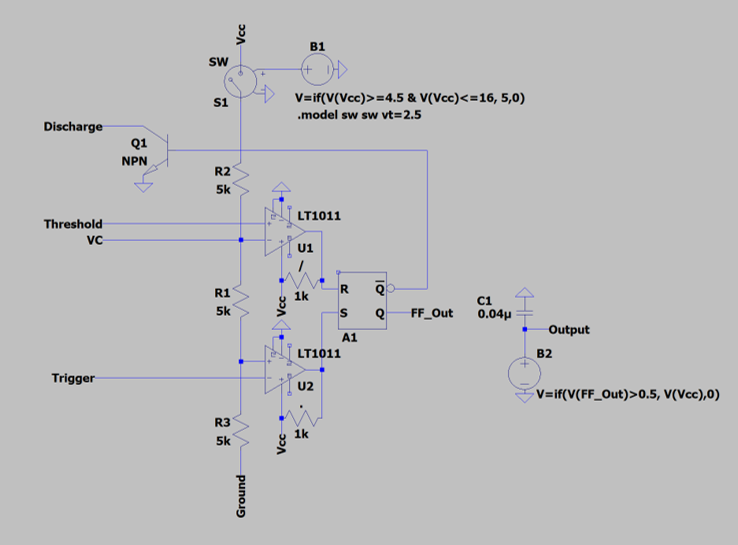 Vcc
SW
B1
S1
V=if(V(Vcc)>=4.5 & V(Vcc)<=16, 5,0)
.model sw sw vt=2.5
Discharge
Q1
NPN
R2
5k
Threshold
LT1011
VC
U1
R1
5k
Vcc
1k
R
Q
S
Q
FF_Out
A1
C1
0.04µ
Output
LT1011
B2
U2
Trigger
V=if(V(FF_Out)>0.5, V(Vcc),0)
R3
5k
Vcc
1k
Ground